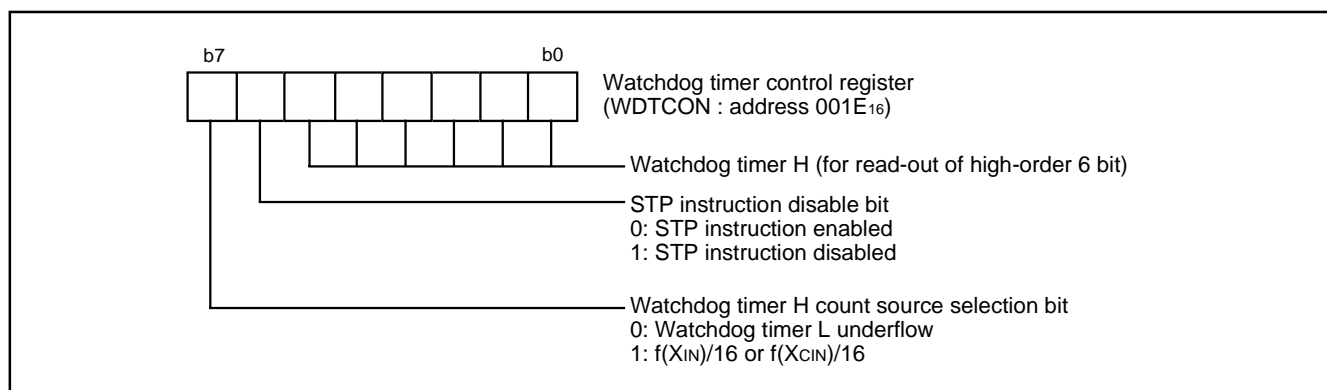 b7 b0
Watchdog timer control register
(WDTCON : address 001E₁₆)
Watchdog timer H (for read-out of high-order 6 bit)
STP instruction disable bit
0: STP instruction enabled
1: STP instruction disabled
Watchdog timer H count source selection bit
0: Watchdog timer L underflow
1: f(XIN)/16 or f(XCIN)/16